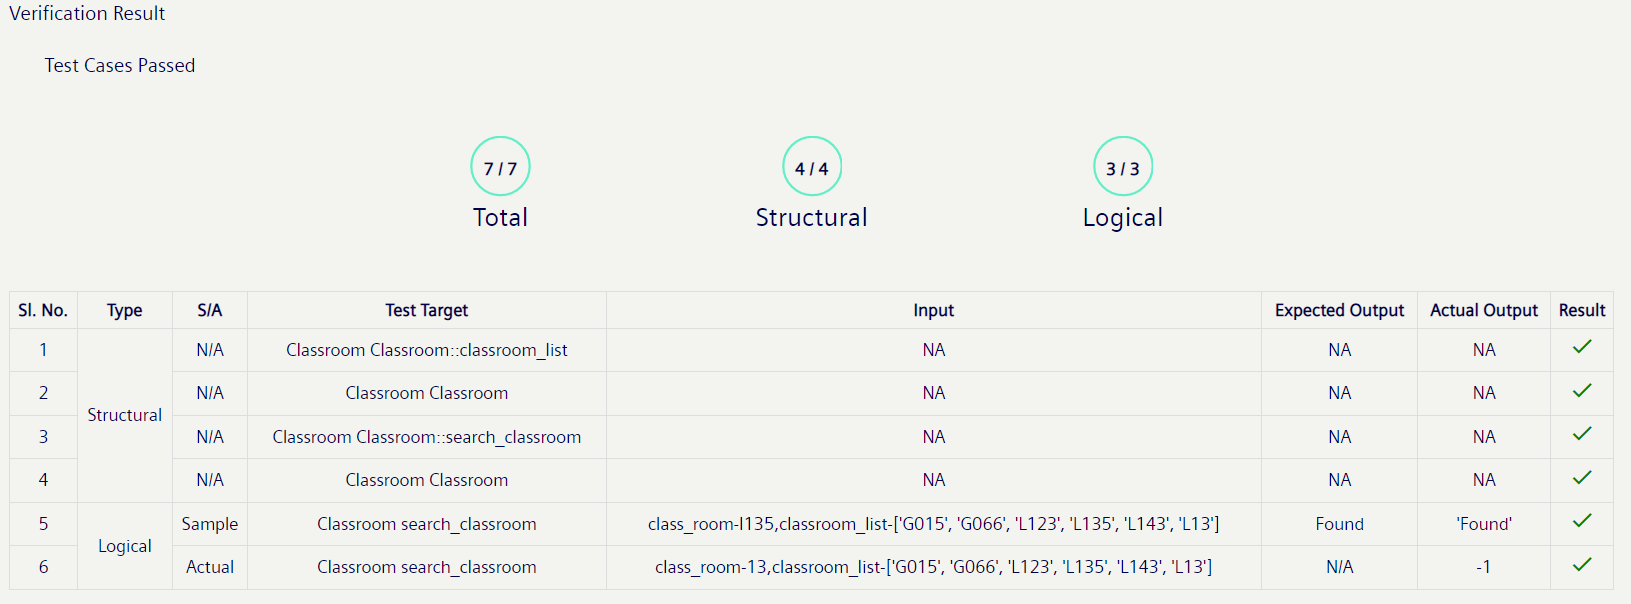 Verification Result
Test Cases Passed
7 / 7 4 / 4 3 / 3
Total Structural Logical
Sl. No. Type S/A Test Target Input Expected Output Actual Output Result
1 N/A Classroom Classroom::classroom_list NA NA NA
2 N/A Classroom Classroom NA NA NA
Structural
3 N/A Classroom Classroom::search_classroom NA NA NA
4 N/A Classroom Classroom NA NA NA
5 Sample Classroom search_classroom class_room-l135,classroom_list-['G015', 'G066', 'L123', 'L135', 'L143', 'L13'] Found 'Found'
Logical
6 Actual Classroom search_classroom class_room-13,classroom_list-['G015', 'G066', 'L123', 'L135', 'L143', 'L13'] N/A -1